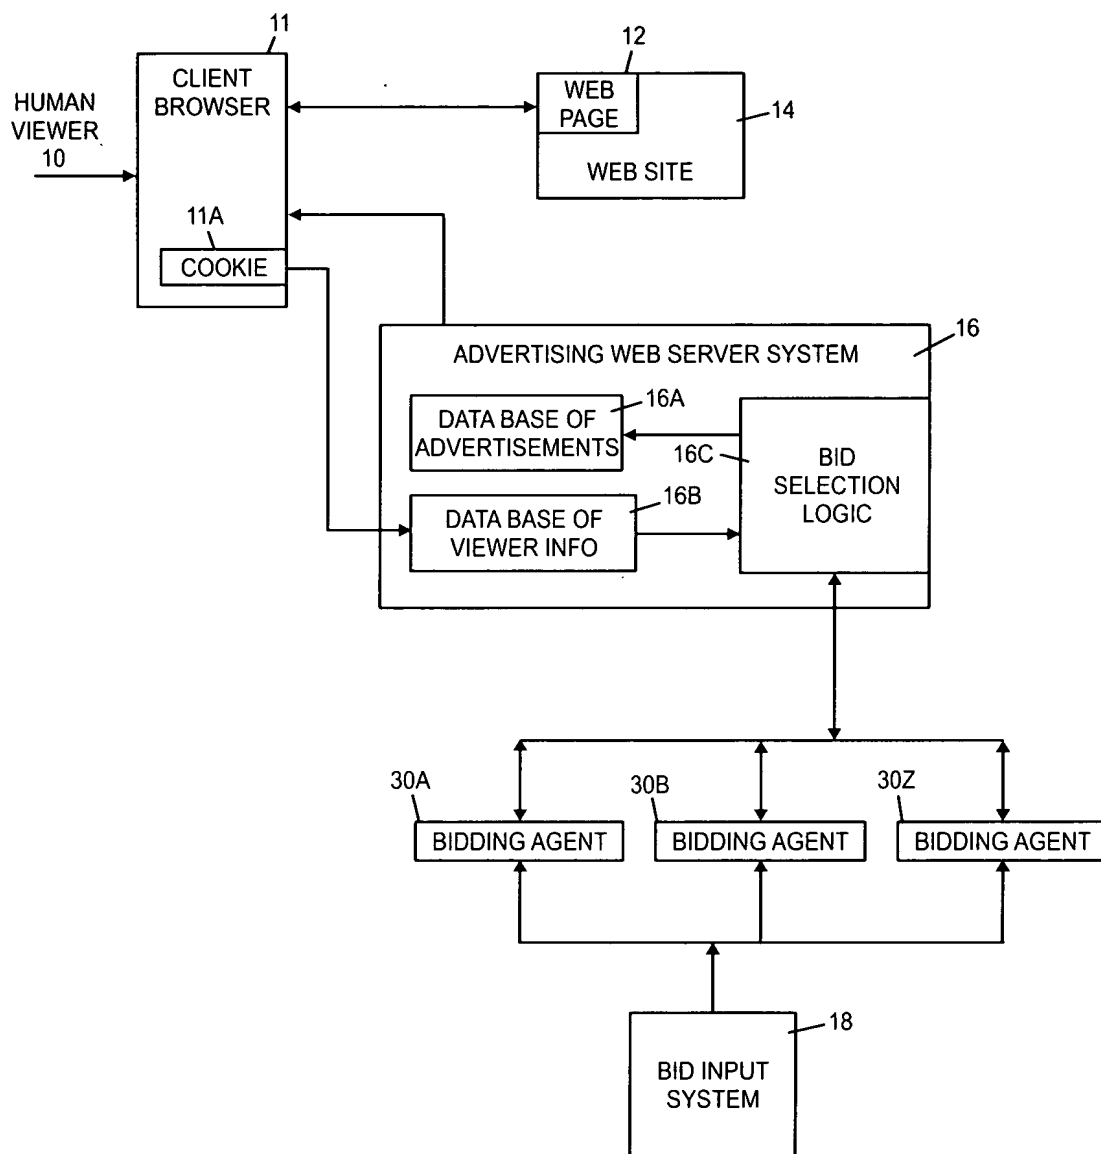 11
CLIENT
BROWSER
HUMAN
VIEWER
10
12
WEB
PAGE
14
WEB SITE
11A
COOKIE
16
ADVERTISING WEB SERVER SYSTEM
16A
DATA BASE OF
ADVERTISEMENTS
16C
BID
SELECTION
LOGIC
16B
DATA BASE OF
VIEWER INFO
30A
30B
30Z
BIDDING AGENT
BIDDING AGENT
BIDDING AGENT
18
BID INPUT
SYSTEM